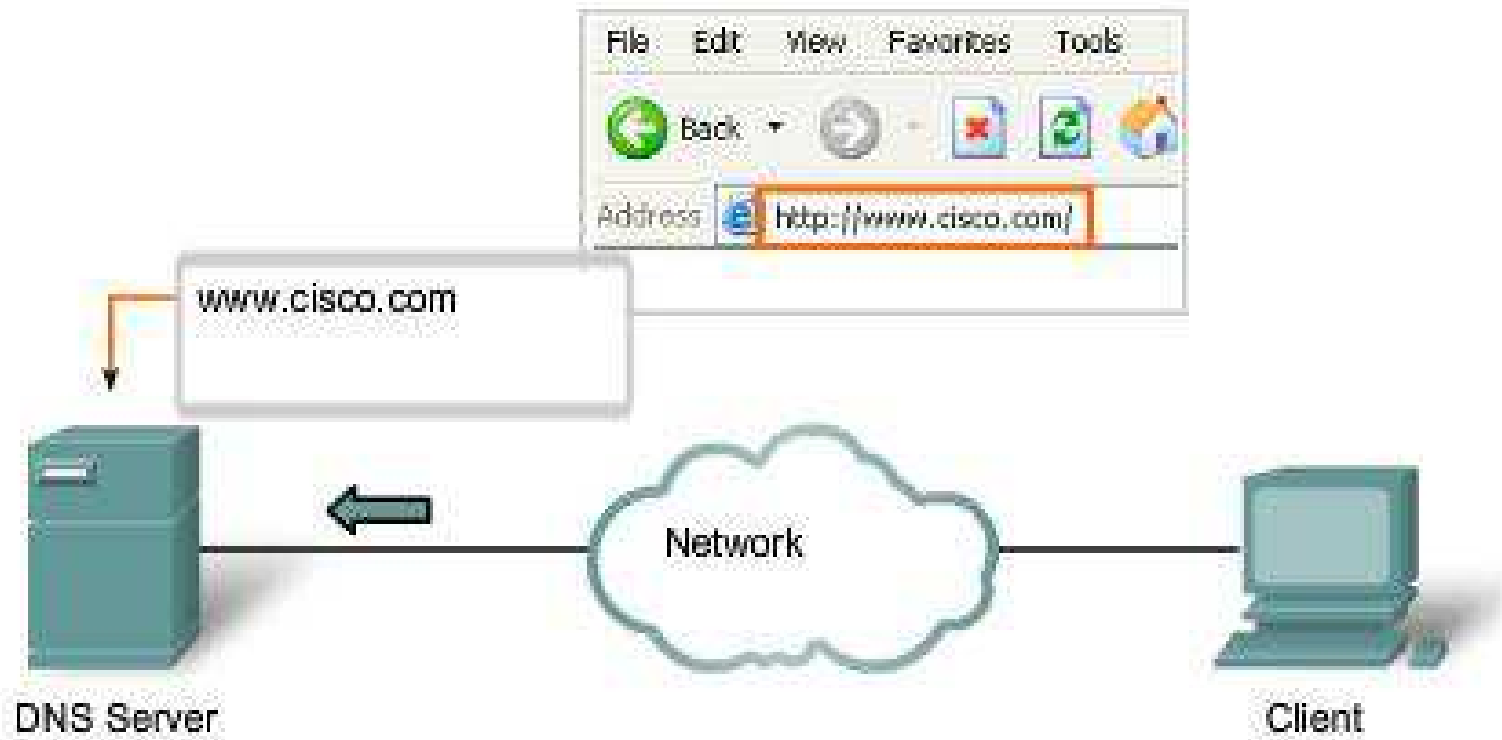 File Edit View Favorites Tools
Back
Address http://www.cisco.com/
www.cisco.com
Network
DNS Server
Client